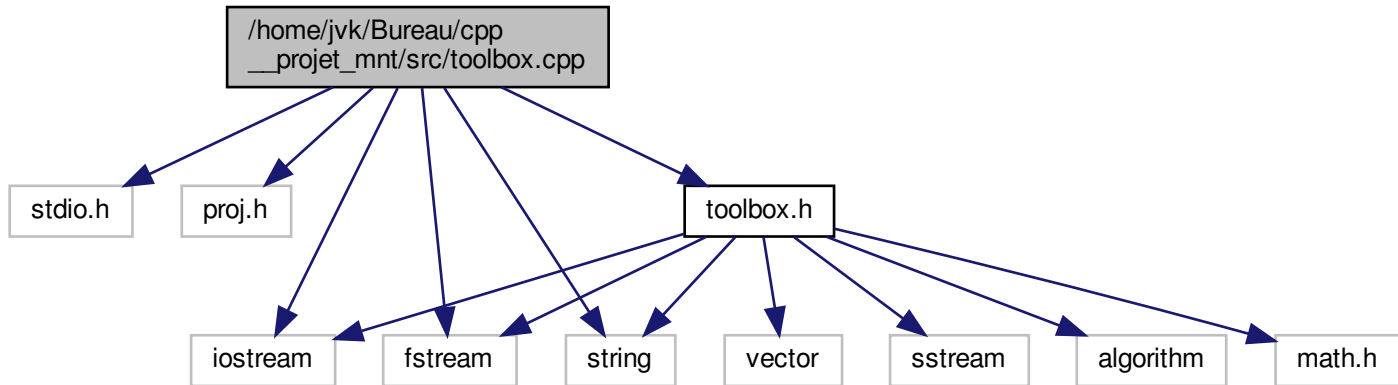 /home/jvk/Bureau/cpp
__projet_mnt/src/toolbox.cpp
stdio.h
proj.h
toolbox.h
iostream
fstream
string
vector
sstream
algorithm
math.h